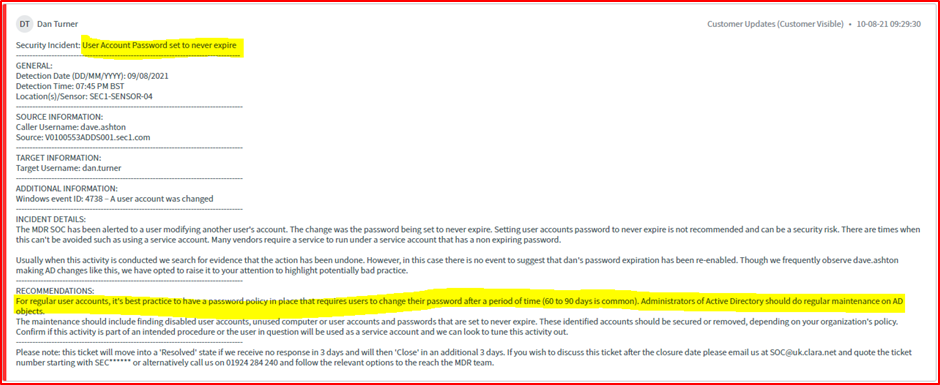 DT Dan Turner Customer Updates (Customer Visible) • 10-08-21 09:29:30
Security Incident: User Account Password set to never expire
--------------------------------------------------------------------------------
GENERAL:
Detection Date (DD/MM/YYYY): 09/08/2021
Detection Time: 07:45 PM BST
Location(s)/Sensor: SEC1-SENSOR-04
--------------------------------------------------------------------------------
SOURCE INFORMATION:
Caller Username: dave.ashton
Source: V0100553ADDS001.sec1.com
--------------------------------------------------------------------------------
TARGET INFORMATION:
Target Username: dan.turner
--------------------------------------------------------------------------------
ADDITIONAL INFORMATION:
Windows event ID: 4738 – A user account was changed
--------------------------------------------------------------------------------
INCIDENT DETAILS:
The MDR SOC has been alerted to a user modifying another user's account. The change was the password being set to never expire. Setting user accounts password to never expire is not recommended and can be a security risk. There are times when
this can't be avoided such as using a service account. Many vendors require a service to run under a service account that has a non expiring password.
Usually when this activity is conducted we search for evidence that the action has been undone. However, in this case there is no event to suggest that dan's password expiration has been re-enabled. Though we frequently observe dave.ashton
making AD changes like this, we have opted to raise it to your attention to highlight potentially bad practice.
--------------------------------------------------------------------------------
RECOMMENDATIONS:
For regular user accounts, it's best practice to have a password policy in place that requires users to change their password after a period of time (60 to 90 days is common). Administrators of Active Directory should do regular maintenance on AD
objects.
The maintenance should include finding disabled user accounts, unused computer or user accounts and passwords that are set to never expire. These identified accounts should be secured or removed, depending on your organization's policy.
Confirm if this activity is part of an intended procedure or the user in question will be used as a service account and we can look to tune this activity out.
--------------------------------------------------------------------------------
Please note: this ticket will move into a 'Resolved' state if we receive no response in 3 days and will then 'Close' in an additional 3 days. If you wish to discuss this ticket after the closure date please email us at SOC@uk.clara.net and quote the ticket
number starting with SEC****** or alternatively call us on 01924 284 240 and follow the relevant options to the reach the MDR team.